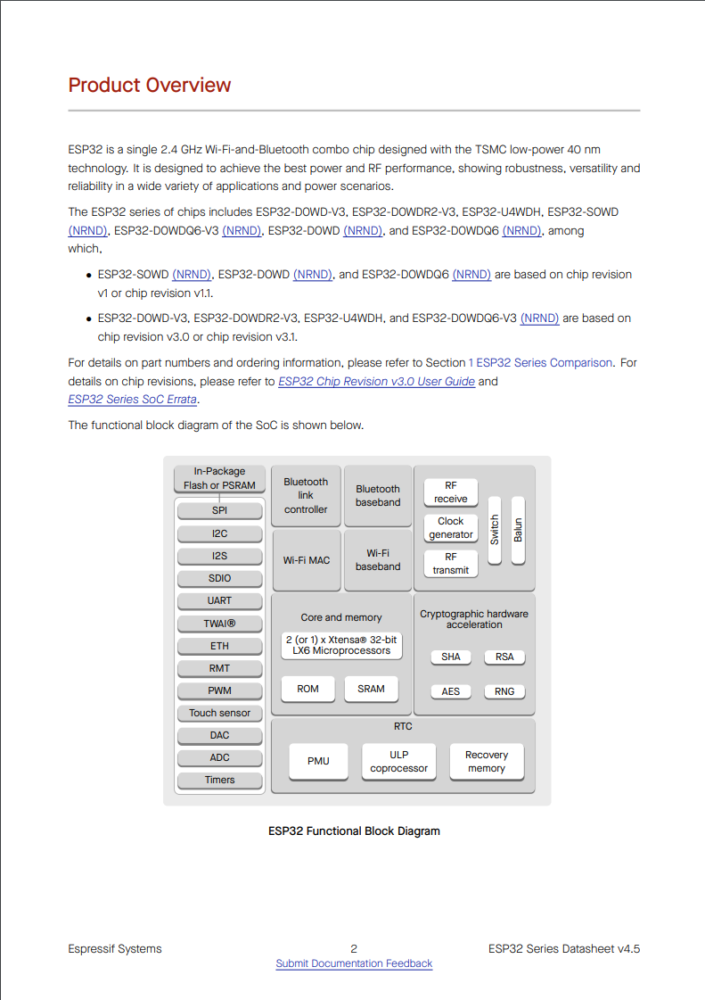 Product Overview
ESP32 is a single 2.4 GHz Wi-Fi-and-Bluetooth combo chip designed with the TSMC low-power 40 nm
technology. It is designed to achieve the best power and RF performance, showing robustness, versatility and
reliability in a wide variety of applications and power scenarios.
The ESP32 series of chips includes ESP32-D0WD-V3, ESP32-D0WDR2-V3, ESP32-U4WDH, ESP32-S0WD
(NRND), ESP32-D0WDQ6-V3 (NRND), ESP32-D0WD (NRND), and ESP32-D0WDQ6 (NRND), among
which,
• ESP32-S0WD (NRND), ESP32-D0WD (NRND), and ESP32-D0WDQ6 (NRND) are based on chip revision
v1 or chip revision v1.1.
• ESP32-D0WD-V3, ESP32-D0WDR2-V3, ESP32-U4WDH, and ESP32-D0WDQ6-V3 (NRND) are based on
chip revision v3.0 or chip revision v3.1.
For details on part numbers and ordering information, please refer to Section 1 ESP32 Series Comparison. For
details on chip revisions, please refer to ESP32 Chip Revision v3.0 User Guide and
ESP32 Series SoC Errata.
The functional block diagram of the SoC is shown below.
In-Package
Flash or PSRAM
SPI
I2C
I2S
SDIO
UART
TWAI®
ETH
RMT
PWM
Touch sensor
DAC
ADC
Timers
Bluetooth
link
controller
Bluetooth
baseband
Wi-Fi MAC
Wi-Fi
baseband
RF
receive
Clock
generator
RF
transmit
Switch
Balun
Core and memory
2 (or 1) x Xtensa® 32-bit
LX6 Microprocessors
ROM
SRAM
Cryptographic hardware
acceleration
SHA
RSA
AES
RNG
RTC
PMU
ULP
coprocessor
Recovery
memory
ESP32 Functional Block Diagram
Espressif Systems
2
ESP32 Series Datasheet v4.5
Submit Documentation Feedback